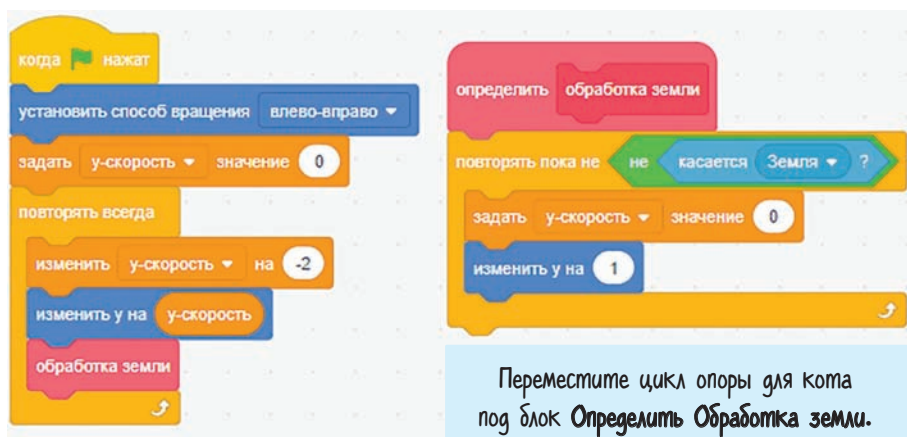 когда нажат
установить способ вращения влево-вправо
задать у-скорость значение 0
повторять всегда
изменить у-скорость на -2
изменить у на у-скорость
обработка земли
определить обработка земли
повторять пока не не касается Земля ?
задать у-скорость значение 0
изменить у на 1
Переместите цикл опоры для кота
под блок Определить Обработка земли.